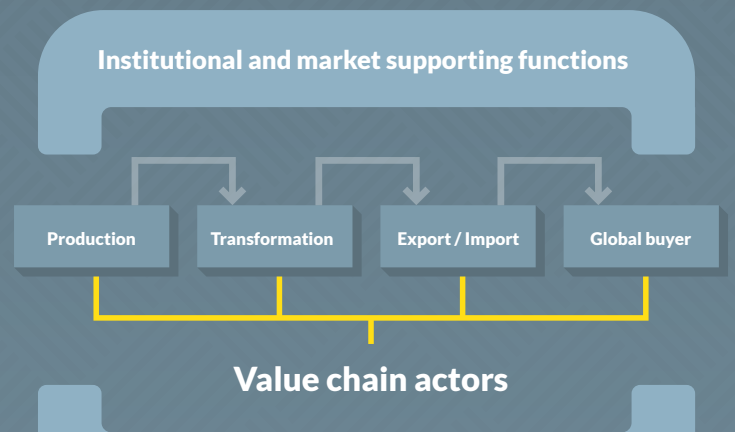 Institutional and market supporting functions
Production
Transformation
Export / Import
Global buyer
Value chain actors